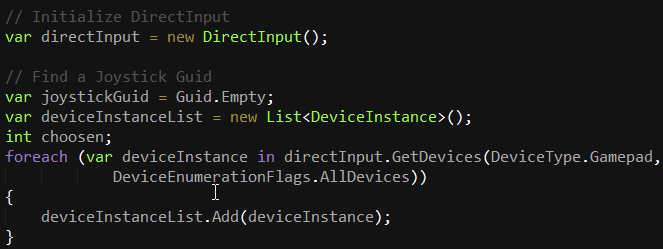 // Initialize DirectInput
var directInput = new DirectInput();
// Find a Joystick Guid
var joystickGuid = Guid.Empty;
var deviceInstanceList = new List<DeviceInstance>();
int choosen;
foreach (var deviceInstance in directInput.GetDevices(DeviceType.Gamepad,
DeviceEnumerationFlags.AllDevices))
{
deviceInstanceList.Add(deviceInstance);
}